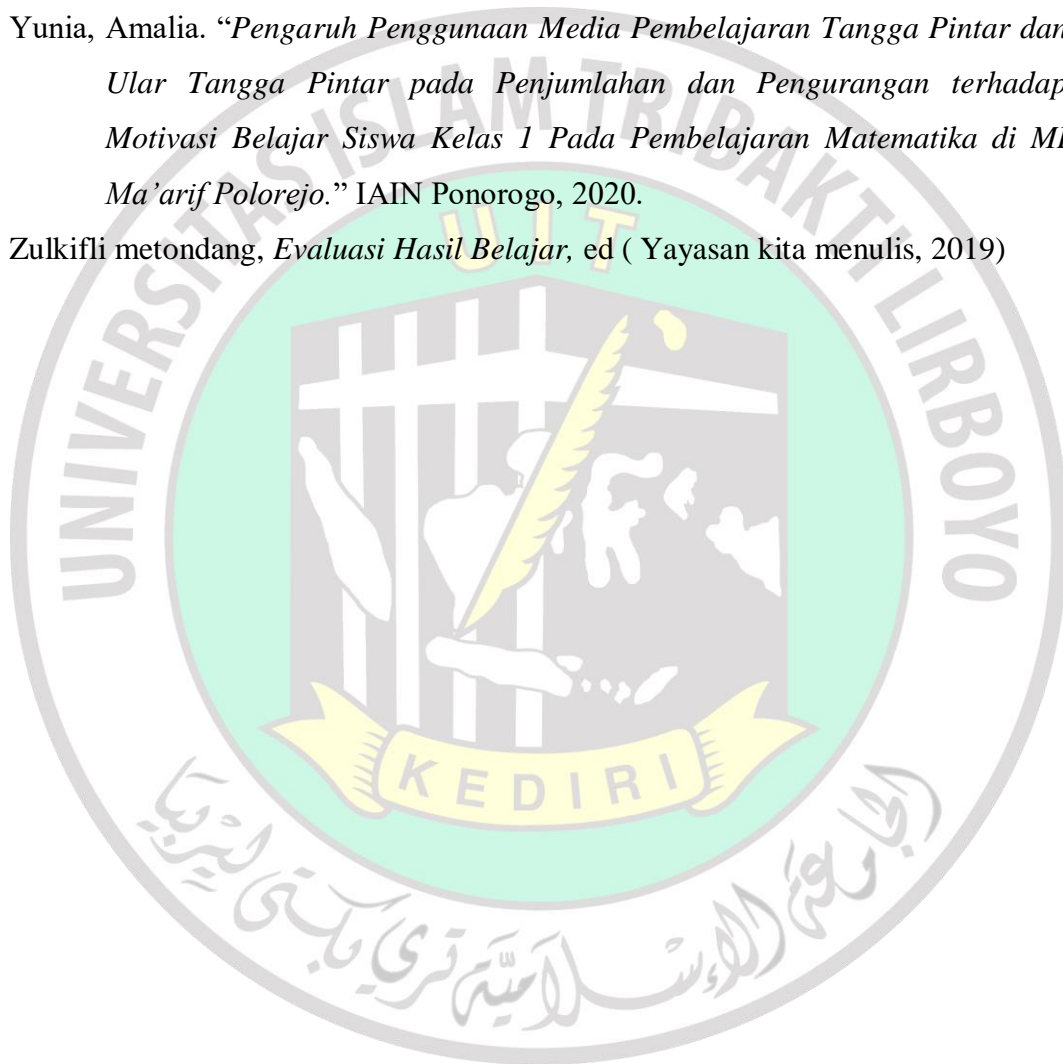 Yunia, Amalia. “Pengaruh Penggunaan Media Pembelajaran Tangga Pintar dan
Ular Tangga Pintar pada Penjumlahan dan Pengurangan terhadap
Motivasi Belajar Siswa Kelas 1 Pada Pembelajaran Matematika di MI
Ma’arif Polorejo.” IAIN Ponorogo, 2020.
Zulkifli metondang, Evaluasi Hasil Belajar, ed ( Yayasan kita menulis, 2019)
UNIVERSITAS ISLAM TRIBAKTI LIRBOYO
UIT
KEDIRI